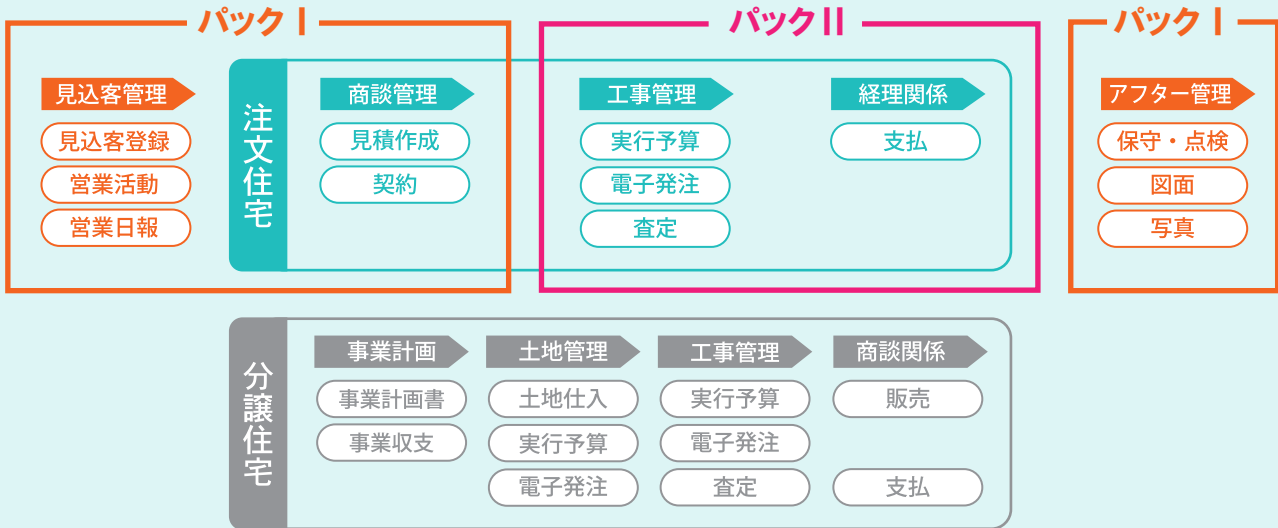 パックⅠ
パックⅡ
パックⅠ
見込客管理
見込客登録
営業活動
営業日報
注文住宅
商談管理
見積作成
契約
工事管理
実行予算
電子発注
査定
経理関係
支払
アフター管理
保守・点検
図面
写真
分譲住宅
事業計画
事業計画書
事業収支
土地管理
土地仕入
実行予算
電子発注
工事管理
実行予算
電子発注
査定
商談関係
販売
支払